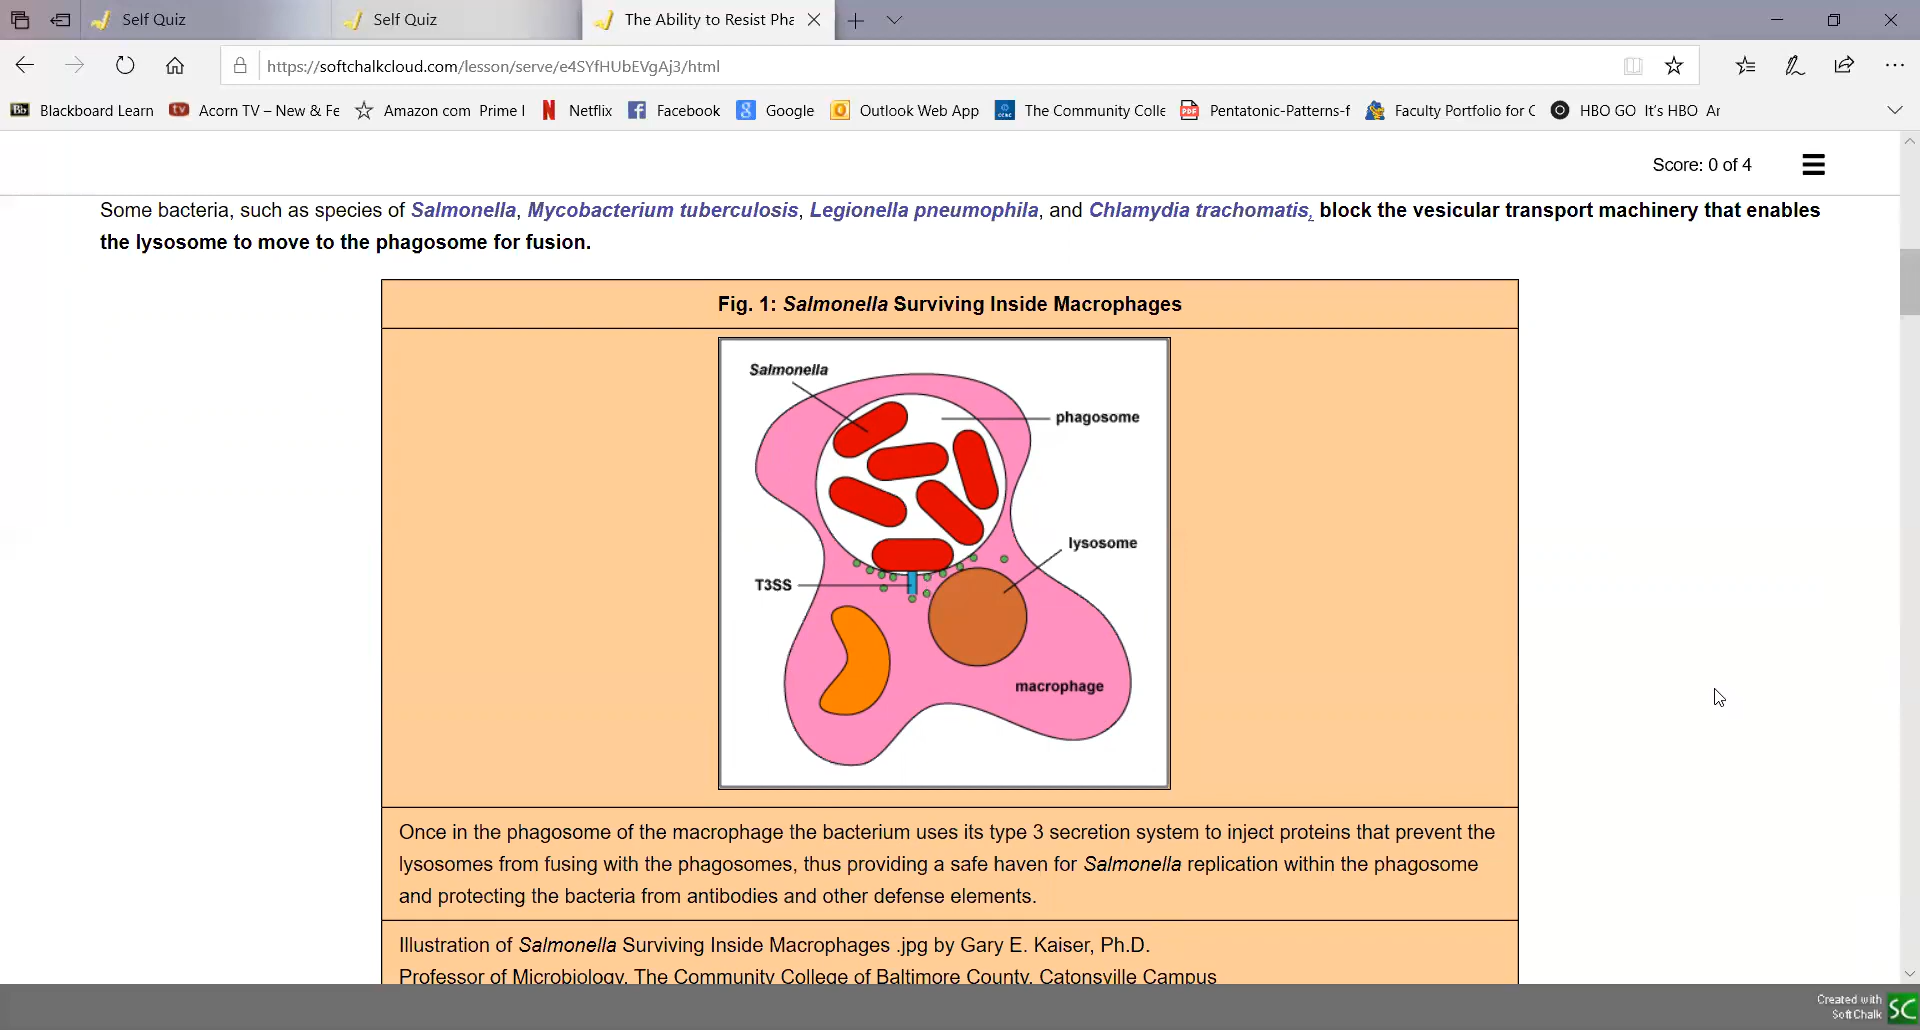 Self Quiz
Self Quiz
The Ability to Resist Pha
https://softchalkcloud.com/lesson/serve/e4SYfHUbEVgAj3/html
Bb Blackboard Learn tv Acorn TV – New & Fe Amazon com Prime I N Netflix f Facebook 8 Google Outlook Web App CCBC The Community Colle PDF Pentatonic-Patterns-f Faculty Portfolio for C HBO GO It's HBO Ar
Score: 0 of 4
Some bacteria, such as species of Salmonella, Mycobacterium tuberculosis, Legionella pneumophila, and Chlamydia trachomatis, block the vesicular transport machinery that enables
the lysosome to move to the phagosome for fusion.
Fig. 1: Salmonella Surviving Inside Macrophages
Salmonella
phagosome
lysosome
T3SS
macrophage
Once in the phagosome of the macrophage the bacterium uses its type 3 secretion system to inject proteins that prevent the
lysosomes from fusing with the phagosomes, thus providing a safe haven for Salmonella replication within the phagosome
and protecting the bacteria from antibodies and other defense elements.
Illustration of Salmonella Surviving Inside Macrophages .jpg by Gary E. Kaiser, Ph.D.
Professor of Microbiology, The Community College of Baltimore County, Catonsville Campus
Created with
SoftChalk
SC